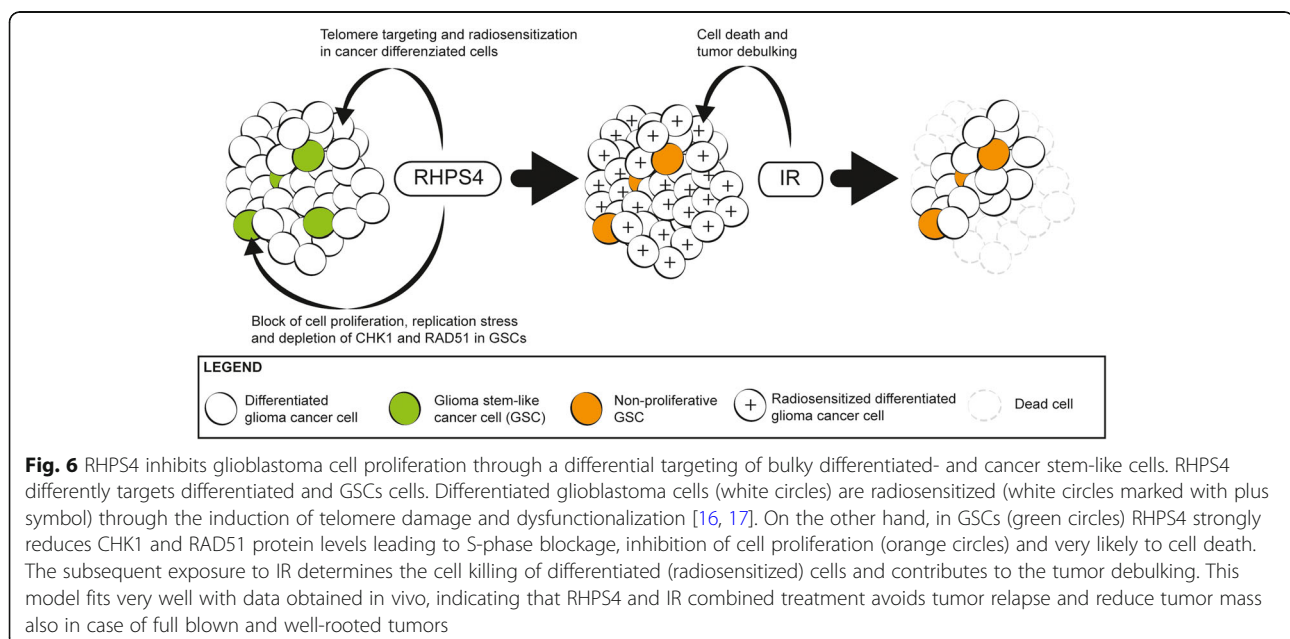 Telomere targeting and radiosensitization
in cancer differenziated cells
Cell death and
tumor debulking
RHPS4
IR
Block of cell proliferation, replication stress
and depletion of CHK1 and RAD51 in GSCs
LEGEND
Differentiated
glioma cancer cell
Glioma stem-like
cancer cell (GSC)
Non-proliferative
GSC
Radiosensitized differentiated
glioma cancer cell
Dead cell
Fig. 6 RHPS4 inhibits glioblastoma cell proliferation through a differential targeting of bulky differentiated- and cancer stem-like cells. RHPS4
differently targets differentiated and GSCs cells. Differentiated glioblastoma cells (white circles) are radiosensitized (white circles marked with plus
symbol) through the induction of telomere damage and dysfunctionalization [16, 17]. On the other hand, in GSCs (green circles) RHPS4 strongly
reduces CHK1 and RAD51 protein levels leading to S-phase blockage, inhibition of cell proliferation (orange circles) and very likely to cell death.
The subsequent exposure to IR determines the cell killing of differentiated (radiosensitized) cells and contributes to the tumor debulking. This
model fits very well with data obtained in vivo, indicating that RHPS4 and IR combined treatment avoids tumor relapse and reduce tumor mass
also in case of full blown and well-rooted tumors